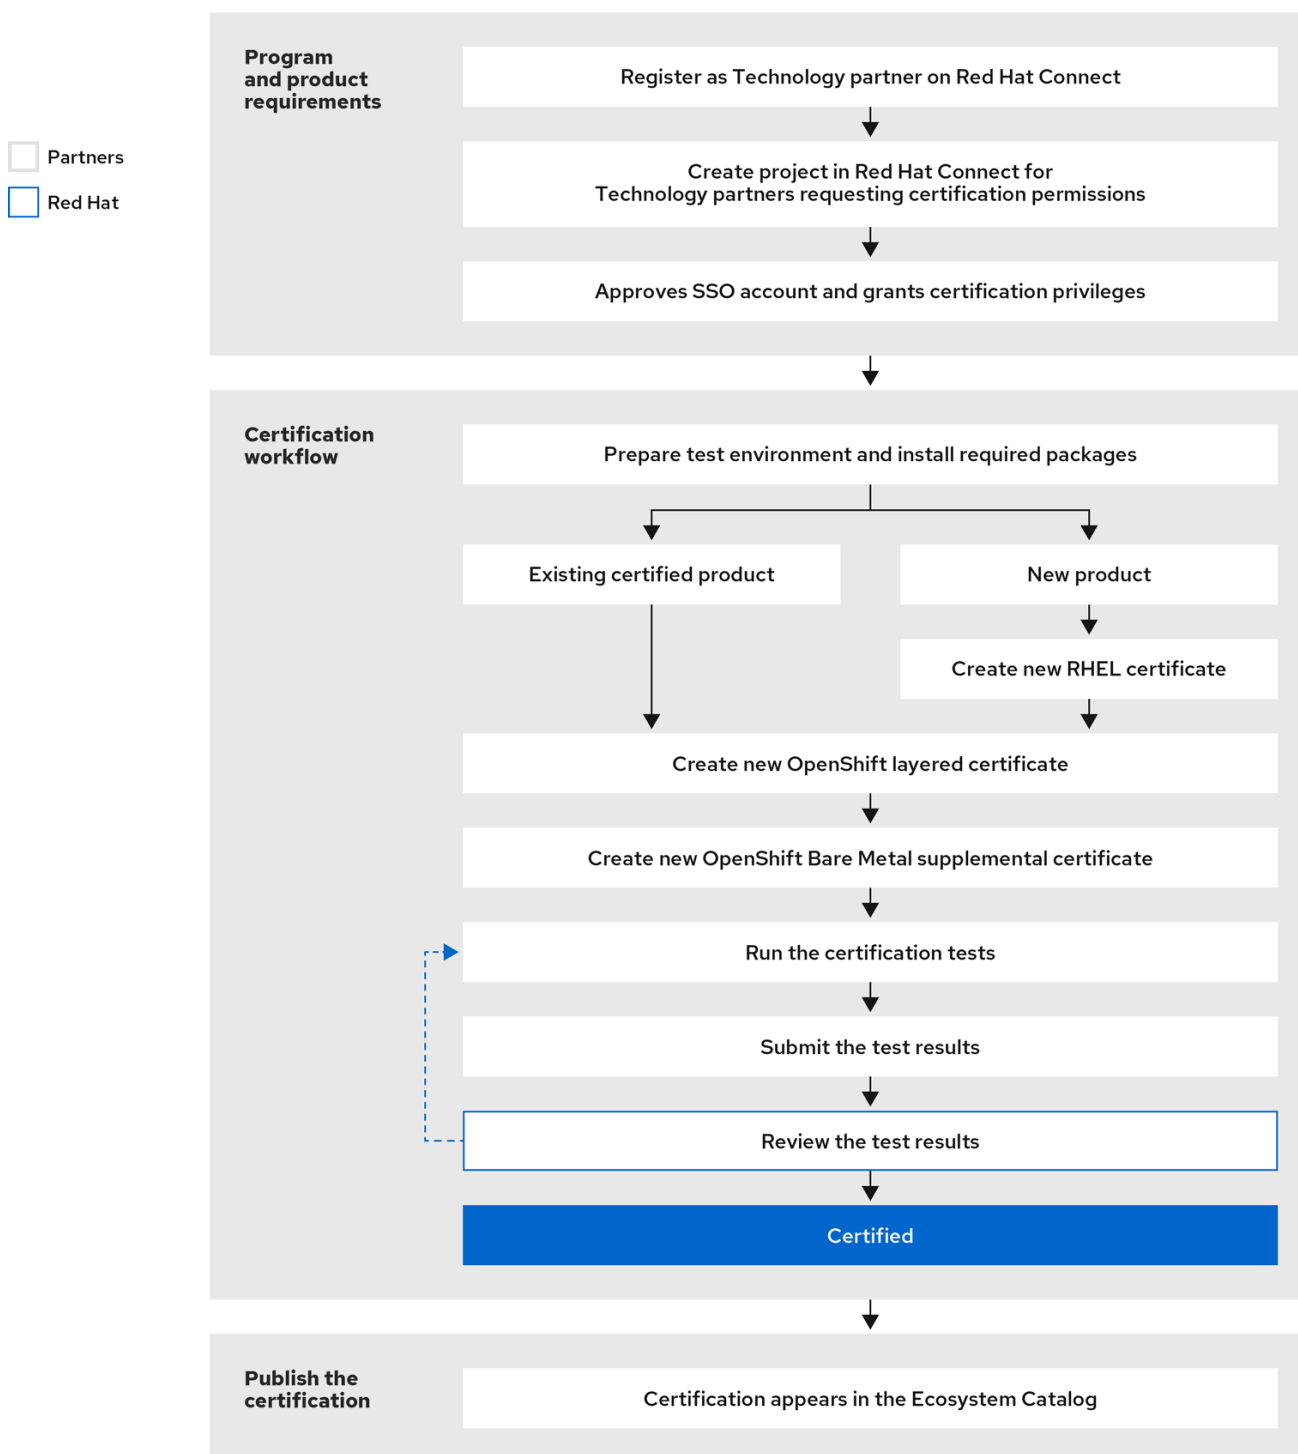 Program
and product
requirements
Register as Technology partner on Red Hat Connect
Partners
Red Hat
Create project in Red Hat Connect for
Technology partners requesting certification permissions
Approves SSO account and grants certification privileges
Certification
workflow
Prepare test environment and install required packages
Existing certified product
New product
Create new RHEL certificate
Create new OpenShift layered certificate
Create new OpenShift Bare Metal supplemental certificate
Run the certification tests
Submit the test results
Review the test results
Certified
Publish the
certification
Certification appears in the Ecosystem Catalog